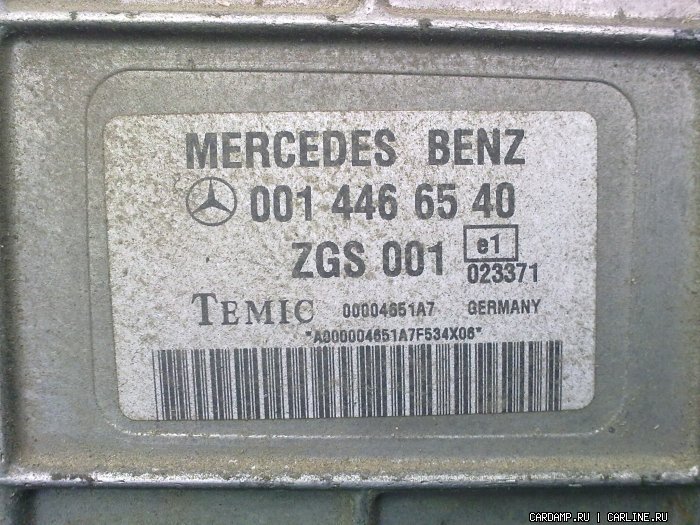 MERCEDES BENZ
001 446 65 40
ZGS 001 e1
023371
TEMIC 00004651A7 GERMANY
*A000004651A7F534X06*
CARDAMP.RU | CARLINE.RU